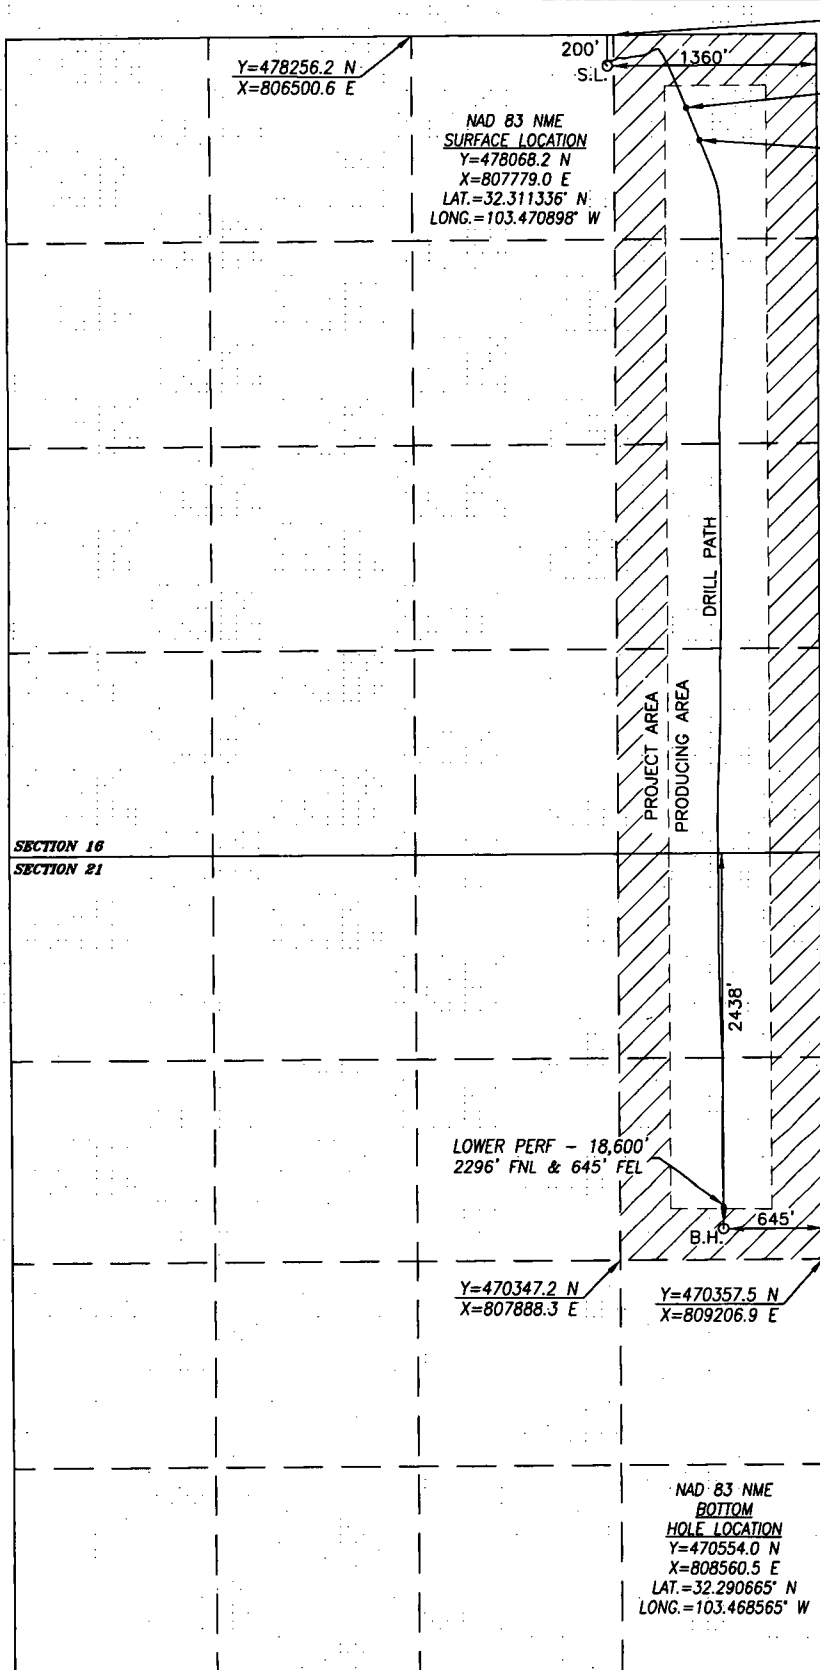 Y=478256.2 N
X=806500.6 E
200'
S.L.
1360'
NAD 83 NME
SURFACE LOCATION
Y=478068.2 N
X=807779.0 E
LAT.=32.311336° N
LONG.=103.470898° W
DRILL PATH
PROJECT AREA
PRODUCING AREA
SECTION 16
SECTION 21
2438'
LOWER PERF - 18,600'
2296' FNL & 645' FEL
B.H.
645'
Y=470347.2 N
X=807888.3 E
Y=470357.5 N
X=809206.9 E
NAD 83 NME
BOTTOM
HOLE LOCATION
Y=470554.0 N
X=808560.5 E
LAT.=32.290665° N
LONG.=103.468565° W